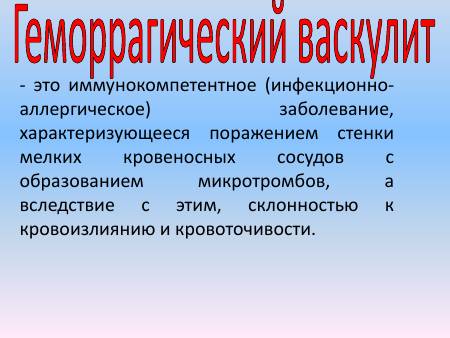 Геморрагический васкулит
- это иммунокомпетентное (инфекционно-
аллергическое) заболевание,
характеризующееся поражением стенки
мелких кровеносных сосудов с
образованием микротромбов, а
вследствие с этим, склонностью к
кровоизлиянию и кровоточивости.